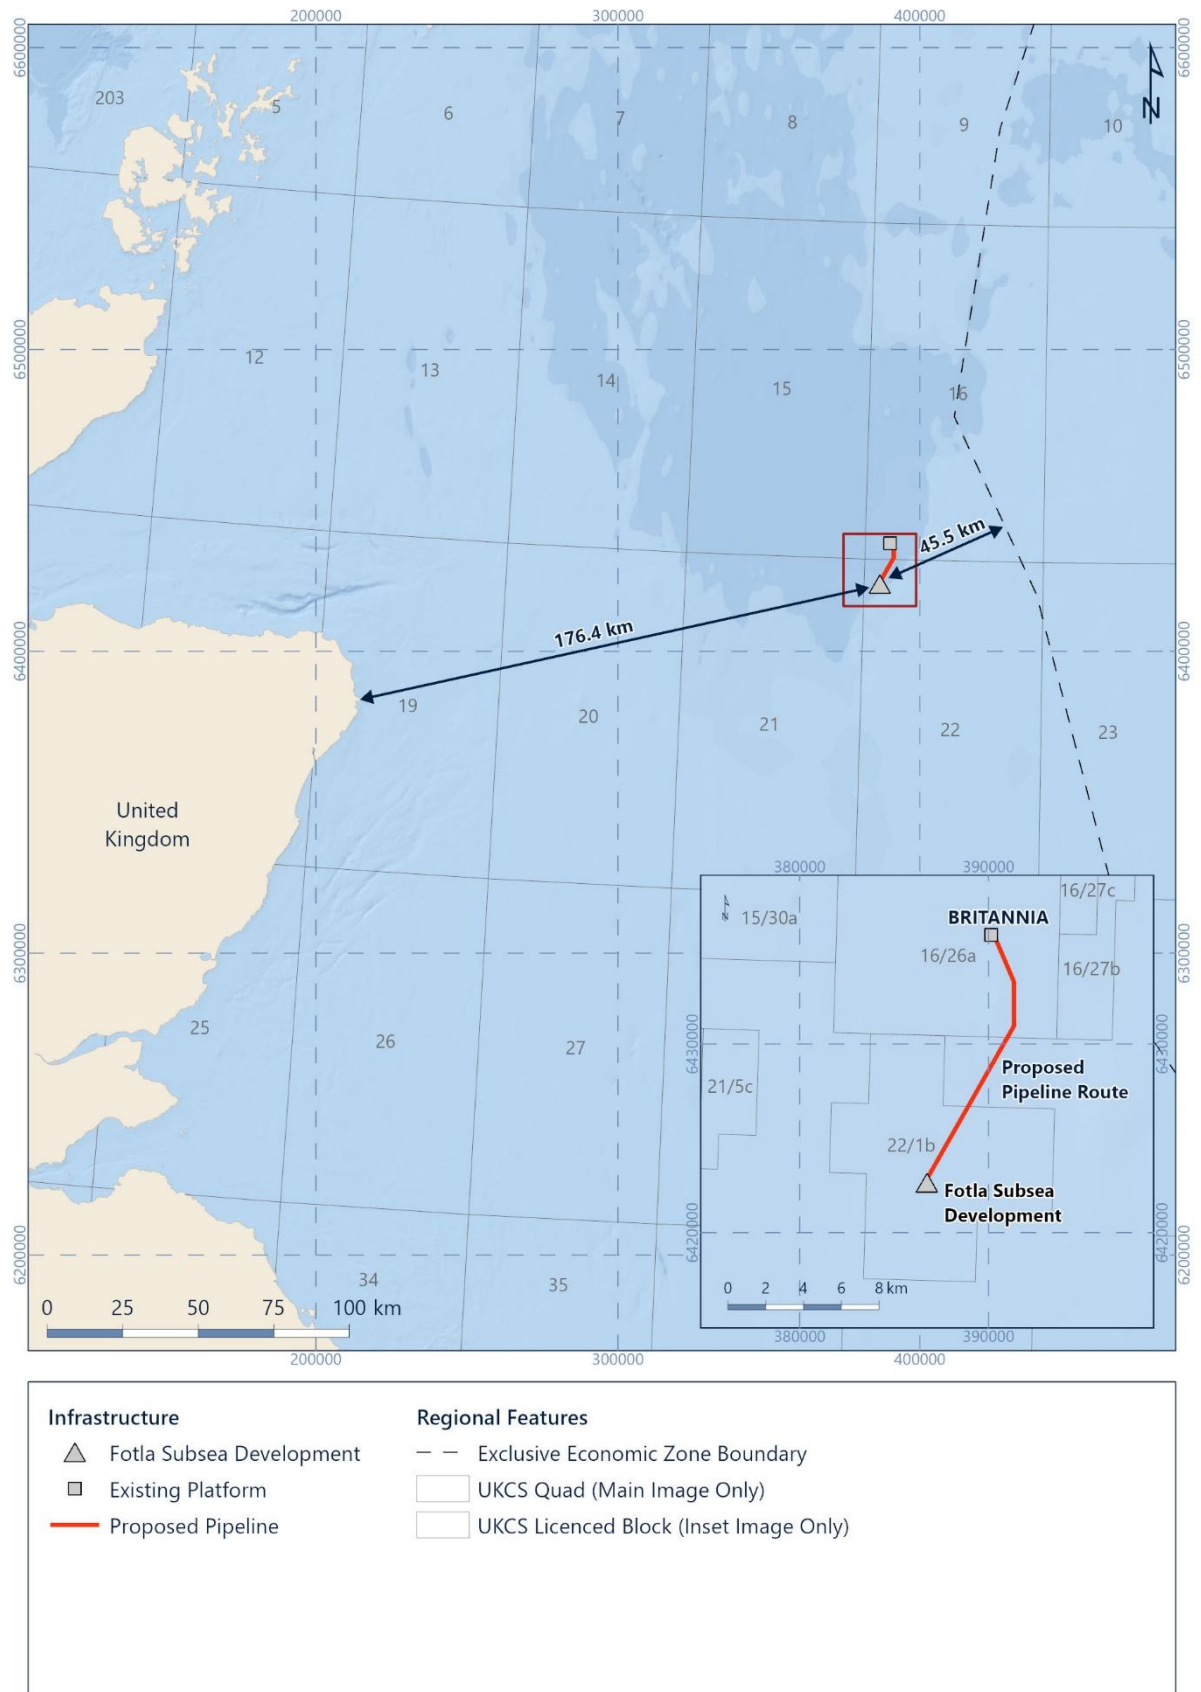 200000
300000
400000
6600000
6600000
203
5
6
7
8
9
10
N
6500000
6500000
12
13
14
15
16
45.5 km
176.4 km
6400000
6400000
19
20
21
22
23
United
Kingdom
380000
390000
15/30a
BRITANNIA
16/27c
16/26a
16/27b
6300000
6300000
25
26
27
6430000
6430000
Proposed
Pipeline Route
21/5c
22/1b
Fotla Subsea
Development
6420000
6420000
6200000
6200000
34
35
0 2 4 6 8 km
0 25 50 75 100 km
380000
390000
200000
300000
400000
Infrastructure
Fotla Subsea Development
Existing Platform
Proposed Pipeline
Regional Features
Exclusive Economic Zone Boundary
UKCS Quad (Main Image Only)
UKCS Licenced Block (Inset Image Only)